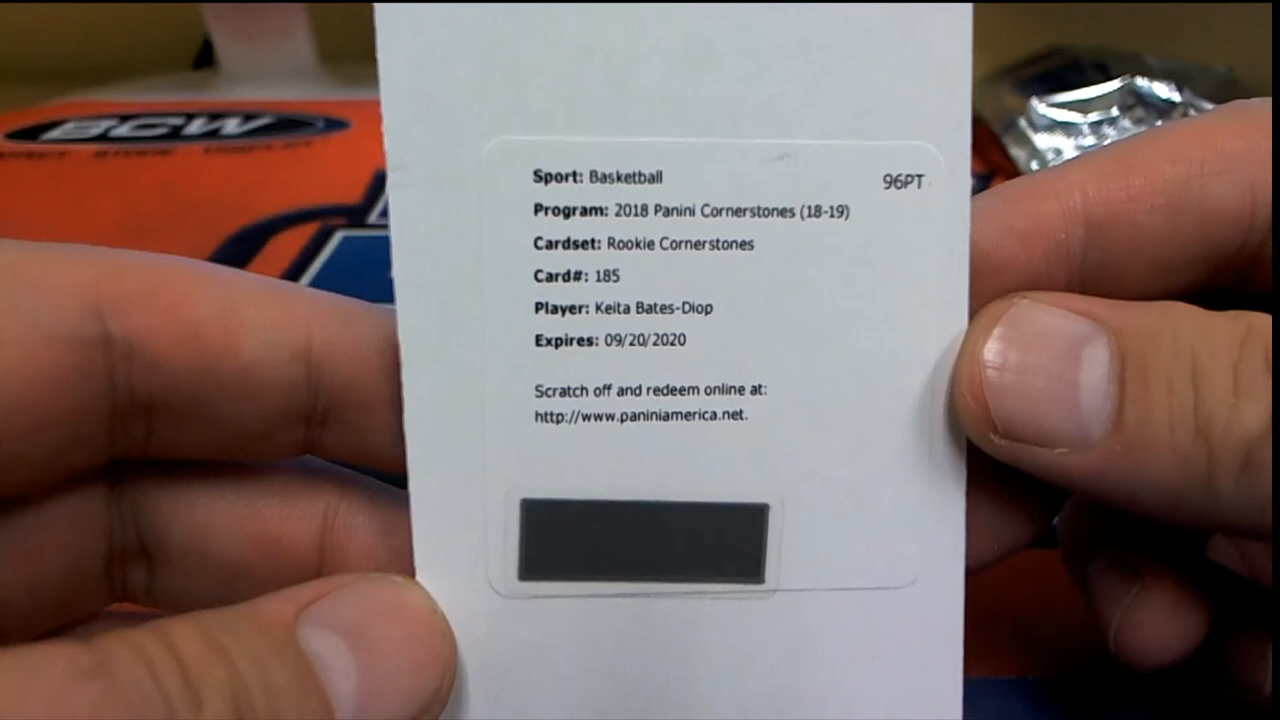 BCW
Sport: Basketball
96PT
Program: 2018 Panini Cornerstones (18-19)
Cardset: Rookie Cornerstones
Card#: 185
Player: Keita Bates-Diop
Expires: 09/20/2020
Scratch off and redeem online at:
http://www.paniniamerica.net.